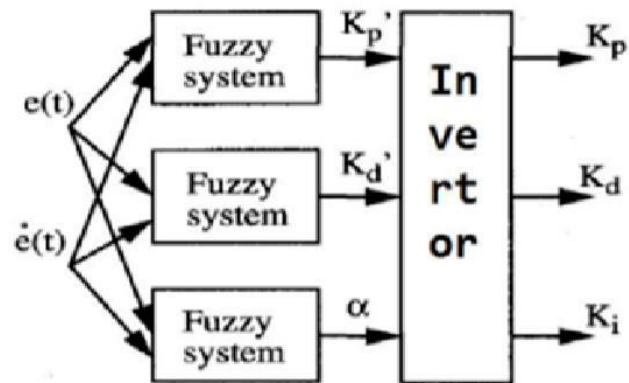 e(t)
ė(t)
Fuzzy
system
Fuzzy
system
Fuzzy
system
Kp'
Kd'
α
In
ve
rt
or
Kp
Kd
Ki